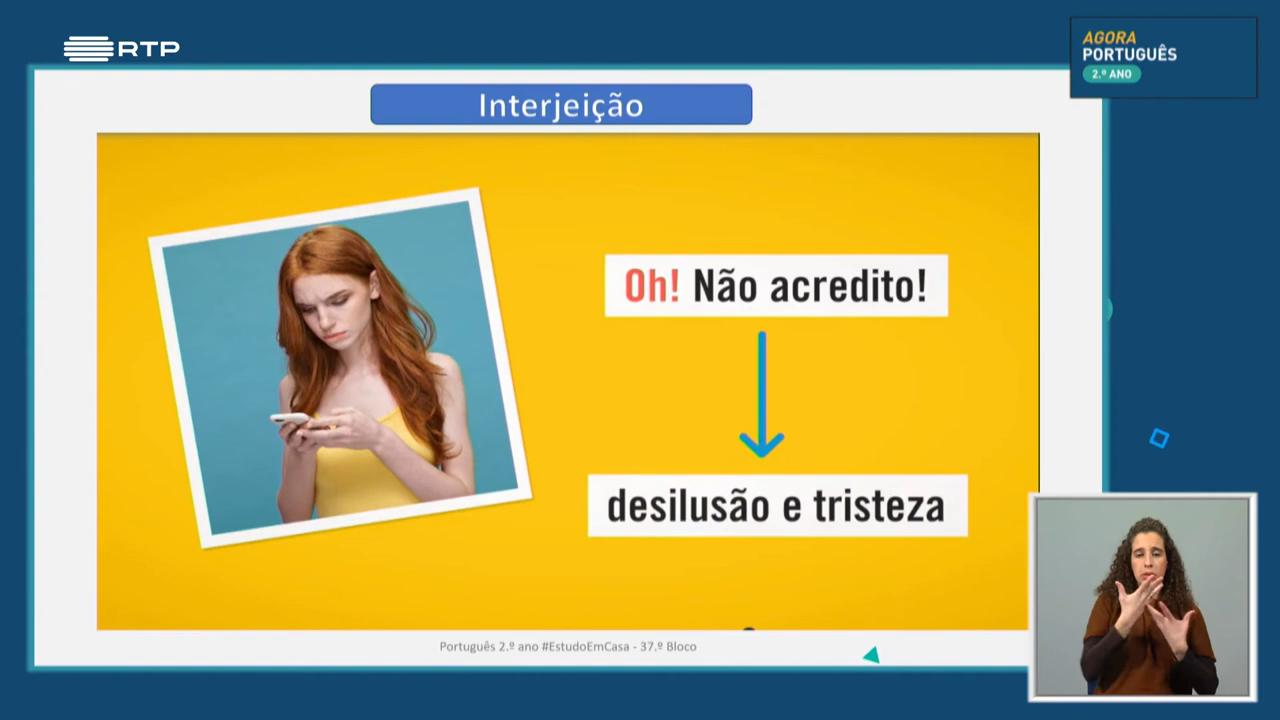 RTP
AGORA
PORTUGUÊS
2.º ANO
Interjeição
Oh! Não acredito!
desilusão e tristeza
Português 2.º ano #EstudoEmCasa - 37.º Bloco